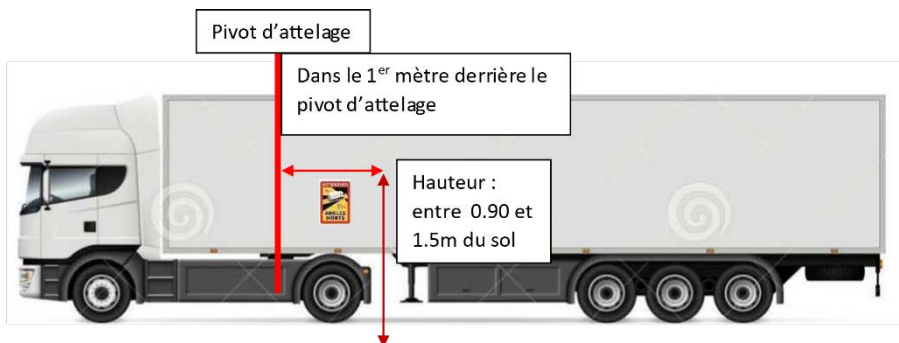 Pivot d’attelage
Dans le 1er mètre derrière le
pivot d’attelage
Hauteur :
entre 0.90 et
1.5m du sol
ATTENTION
ANGLES
MORTS